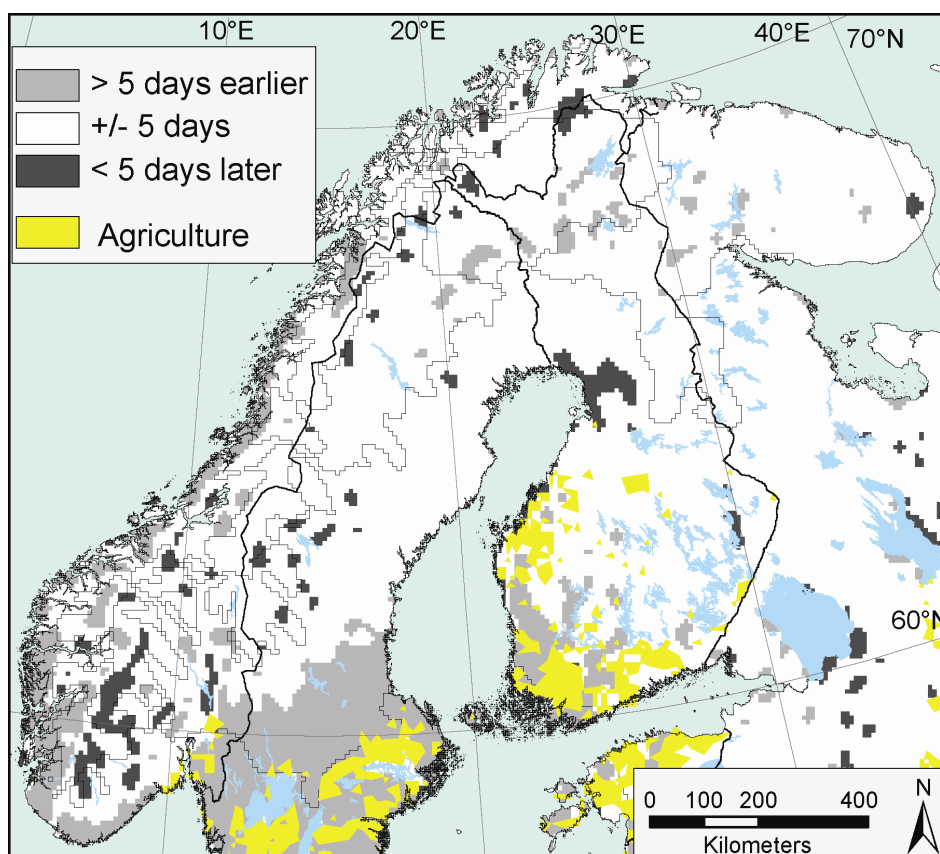 10°E
20°E
30°E
40°E
70°N
> 5 days earlier
+/- 5 days
< 5 days later
Agriculture
60°N
0 100 200 400
Kilometers
N